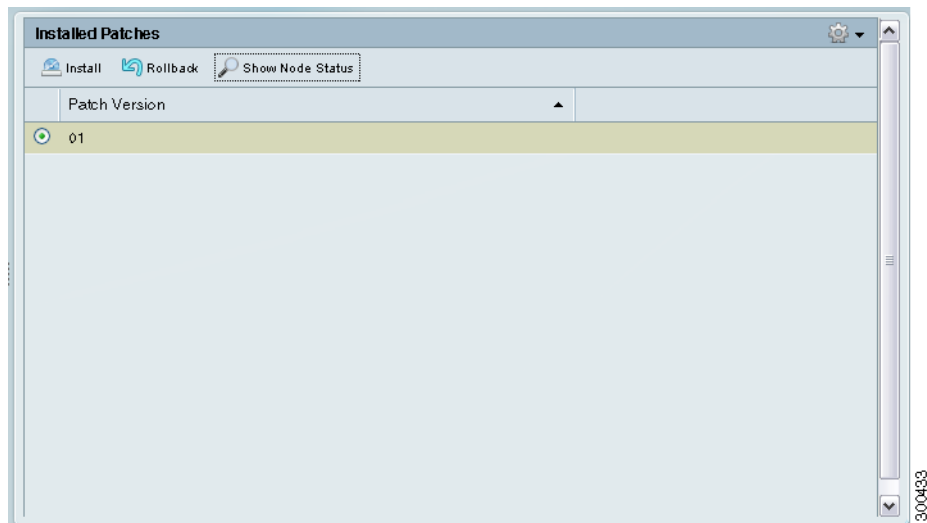 Installed Patches
Install Rollback Show Node Status
Patch Version
01
300433